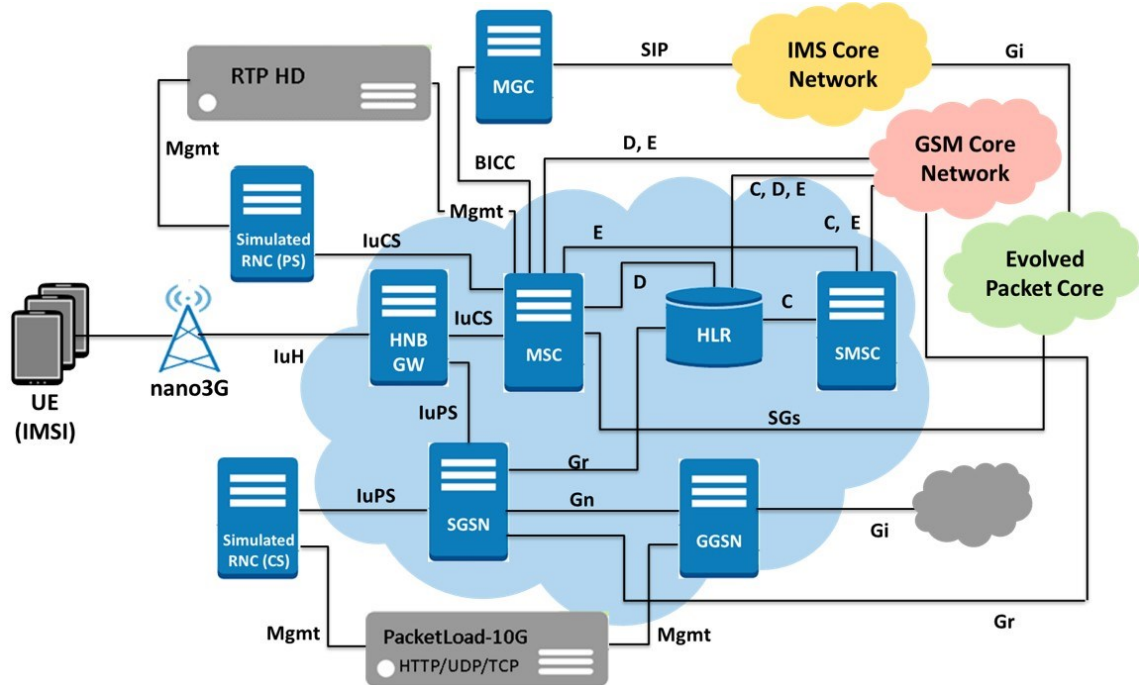 RTP HD
MGC
SIP
IMS Core
Network
Gi
Mgmt
BICC
D, E
GSM Core
Network
Simulated
RNC (PS)
Mgmt
C, D, E
IuCS
E
C, E
Evolved
Packet Core
UE
(IMSI)
nano3G
IuH
HNB
GW
IuCS
MSC
D
HLR
C
SMSC
IuPS
SGs
Gr
Simulated
RNC (CS)
IuPS
SGSN
Gn
GGSN
Gi
Mgmt
PacketLoad-10G
HTTP/UDP/TCP
Mgmt
Gr